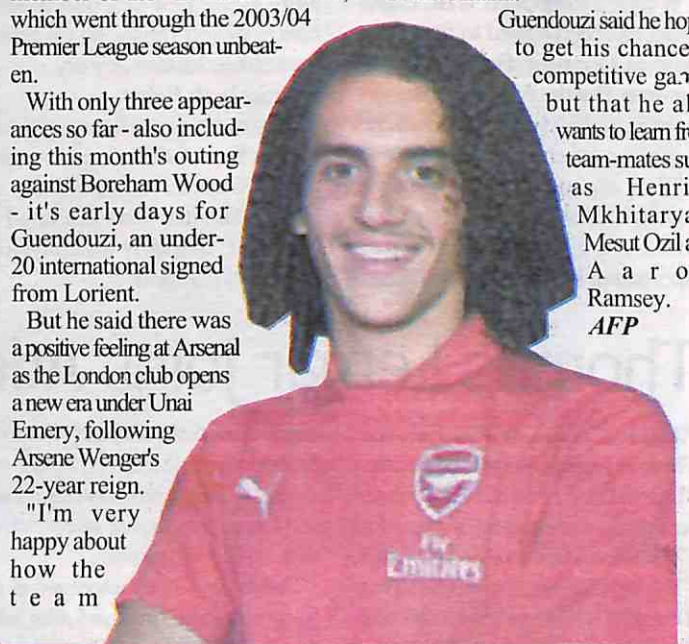 which went through the 2003/04
Premier League season unbeat-
en.
With only three appear-
ances so far - also includ-
ing this month's outing
against Boreham Wood
- it's early days for
Guendouzi, an under-
20 international signed
from Lorient.
But he said there was
a positive feeling at Arsenal
as the London club opens
a new era under Unai
Emery, following
Arsene Wenger's
22-year reign.
"I'm very
happy about
how the
team
Guendouzi said he
to get his chance
competitive
but that he
wants to learn
team-mates
as
Mesut Ozil
Ramsey.
AFP
Arsenal
Fly
Emirates